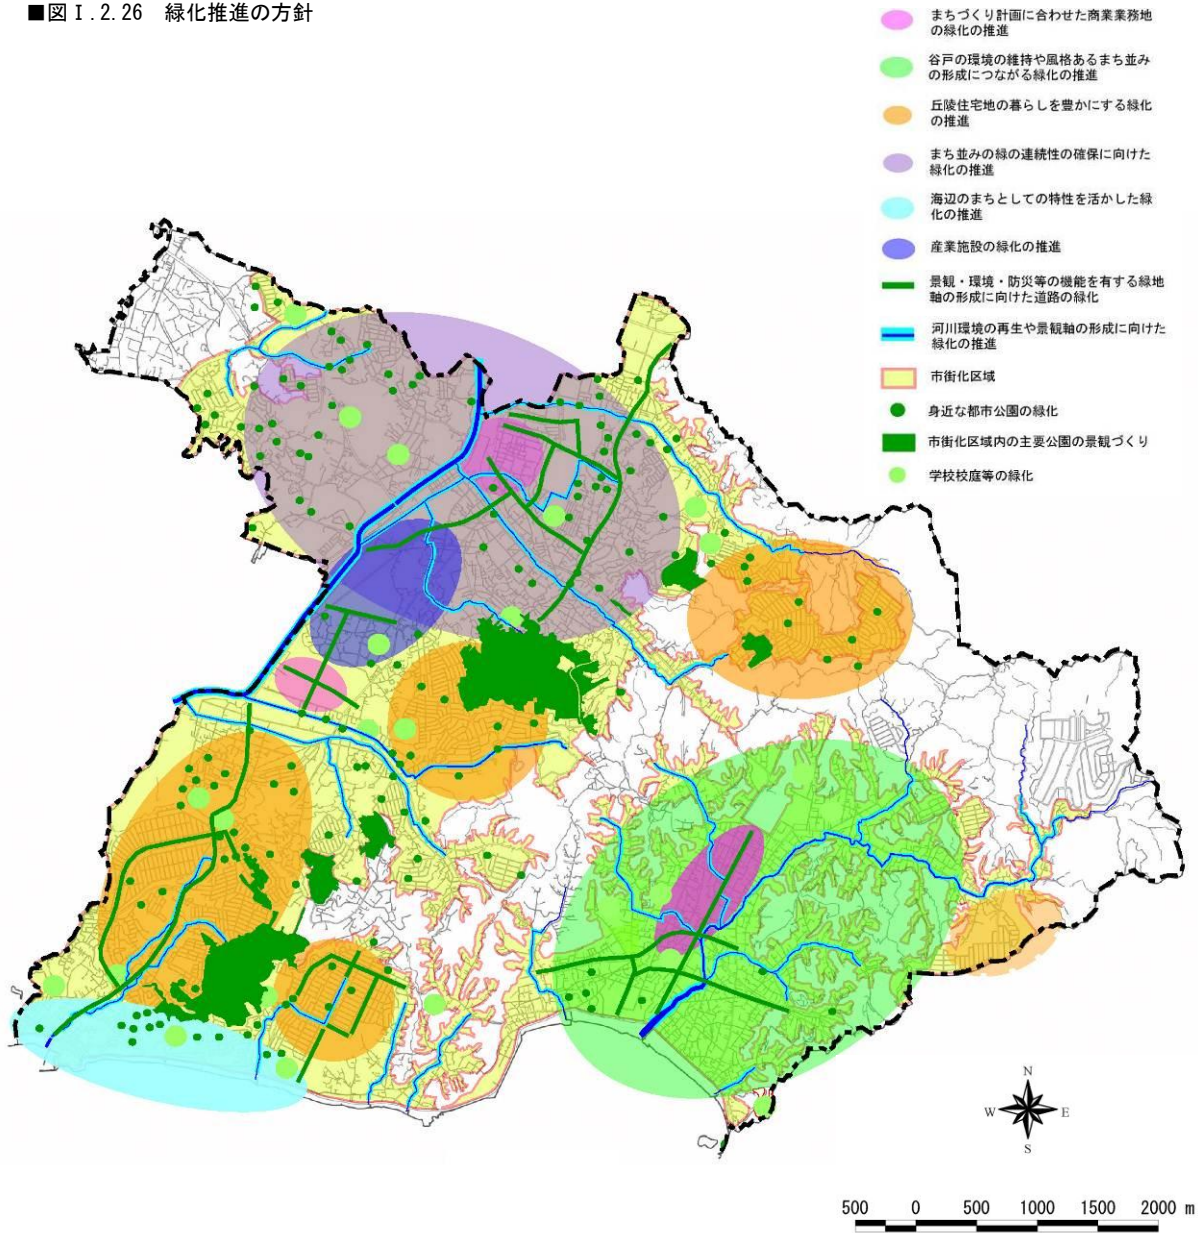 ■図Ⅰ.2.26 緑化推進の方針
まちづくり計画に合わせた商業業務地
の緑化の推進
谷戸の環境の維持や風格あるまち並み
の形成につながる緑化の推進
丘陵住宅地の暮らしを豊かにする緑化
の推進
まち並みの緑の連続性の確保に向けた
緑化の推進
海辺のまちとしての特性を活かした緑
化の推進
産業施設の緑化の推進
景観・環境・防災等の機能を有する緑地
軸の形成に向けた道路の緑化
河川環境の再生や景観軸の形成に向けた
緑化の推進
市街化区域
身近な都市公園の緑化
市街化区域内の主要公園の景観づくり
学校校庭等の緑化
N
W E
S
500 0 500 1000 1500 2000 m